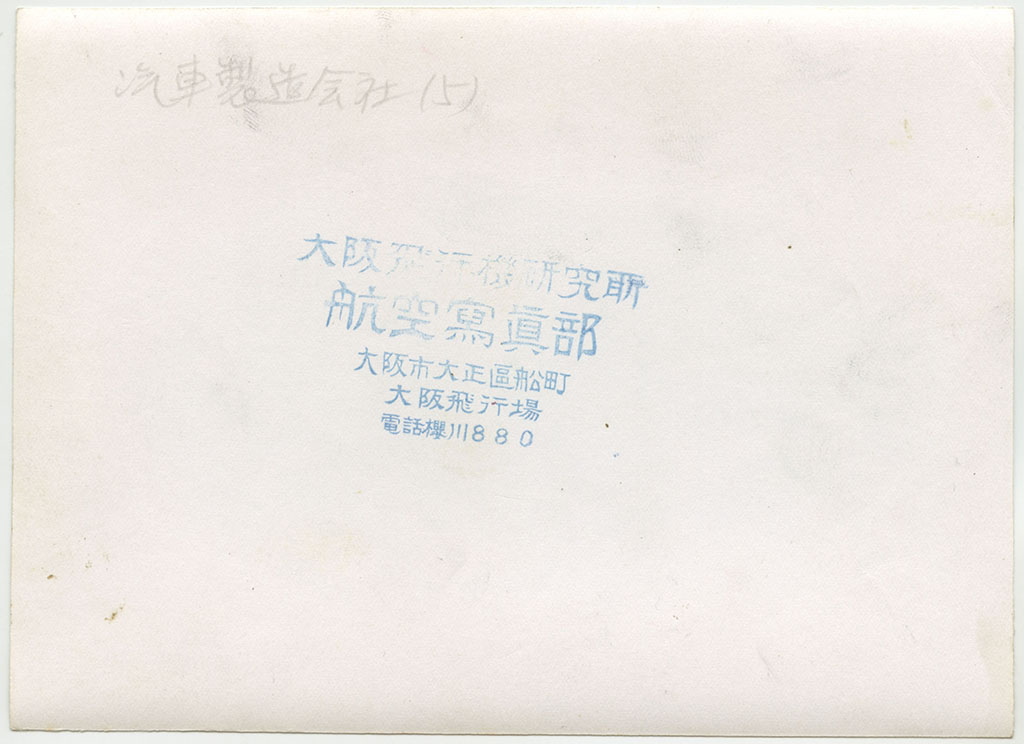 汽車製造会社(5)
大阪飛行機研究所
航空寫眞部
大阪市大正區船町
大阪飛行場
電話櫻川880